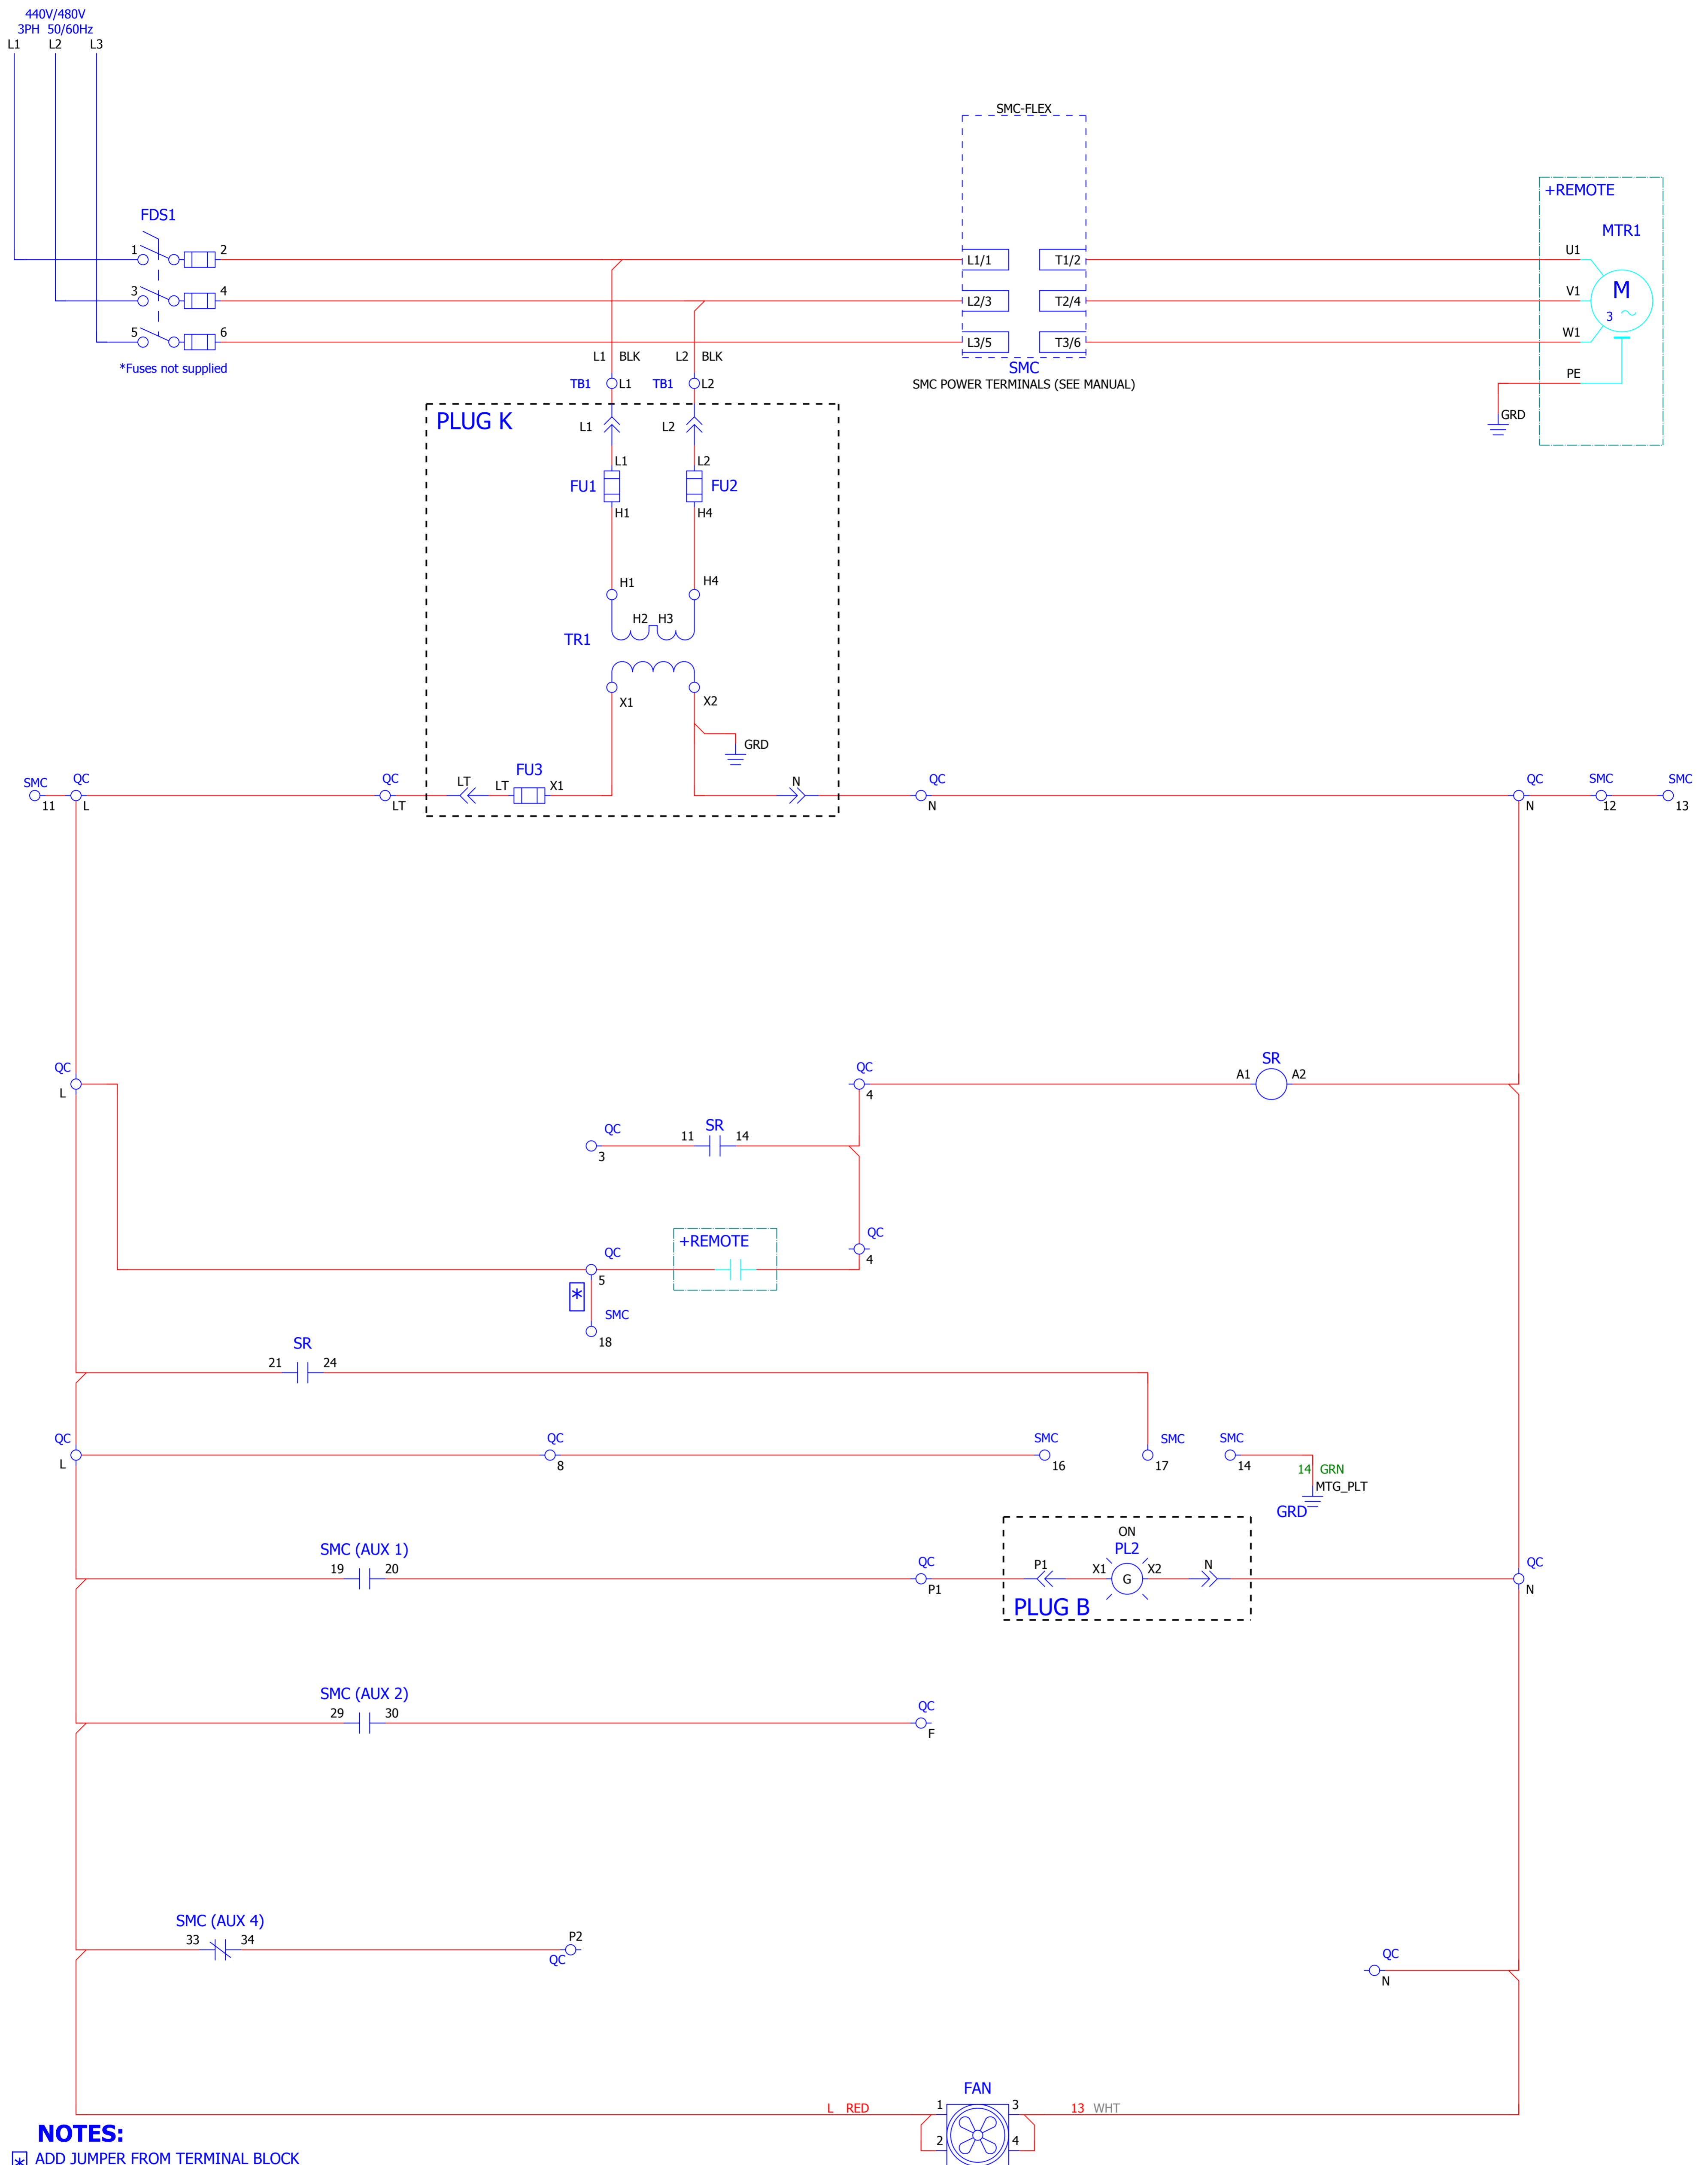 440V/480V
3PH 50/60Hz
L1 L2 L3
SMC-FLEX
+REMOTE
FDS1
MTR1
1 2
L1/1 T1/2
U1
3 4
L2/3 T2/4
V1
M
3
5 6
L3/5 T3/6
W1
*Fuses not supplied
L1 BLK L2 BLK
SMC
SMC POWER TERMINALS (SEE MANUAL)
PE
TB1 L1 TB1 L2
GRD
PLUG K
L1 L2
L1 L2
FU1 FU2
H1 H4
H1 H4
H2 H3
TR1
X1 X2
GRD
FU3
SMC QC QC LT LT X1 N QC QC SMC SMC
11 L LT N N 12 13
QC QC SR
L 4 A1 A2
QC SR
11 14
3
QC
4
+REMOTE
QC
5
*
SMC
18
SR
21 24
QC QC SMC SMC SMC
L 8 16 17 14
14 GRN
MTG_PLT
GRD
ON
PL2
SMC (AUX 1)
19 20
QC
P1
P1 X1 G X2 N
QC
N
PLUG B
SMC (AUX 2)
29 30
QC
F
SMC (AUX 4)
33 34
P2
QC
QC
N
FAN
L RED 1 3 13 WHT
2 4
NOTES:
* ADD JUMPER FROM TERMINAL BLOCK